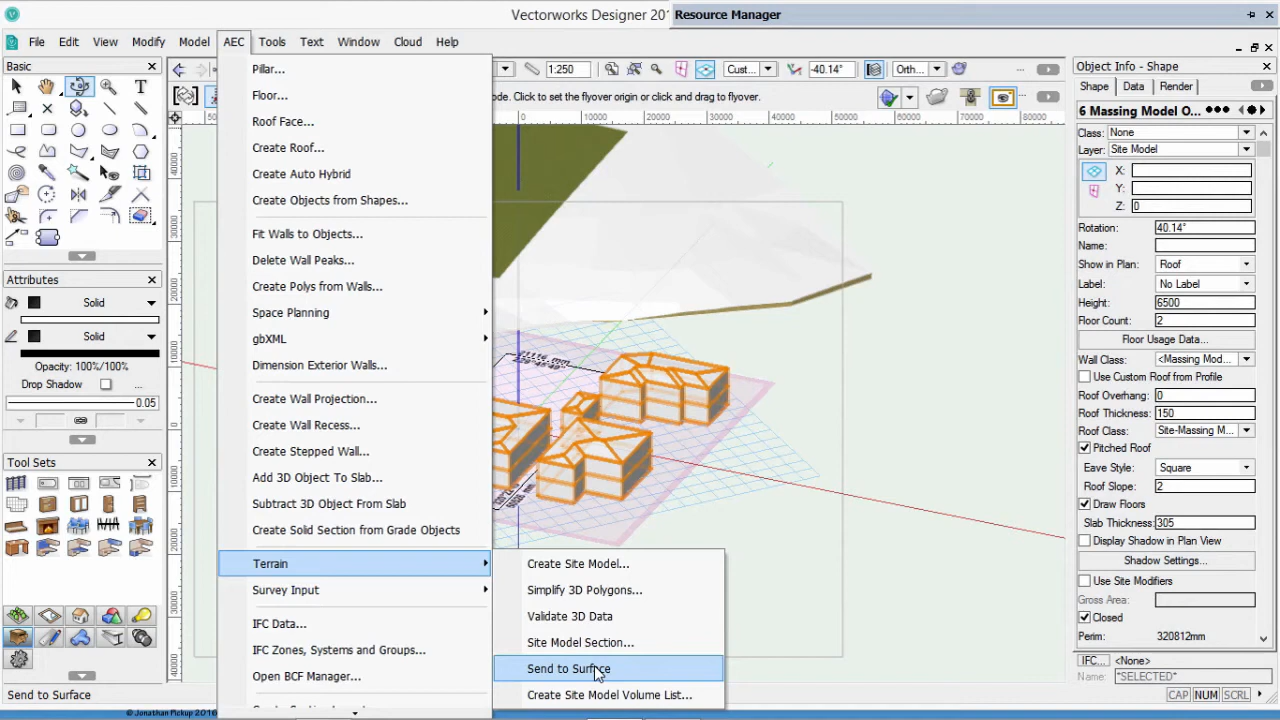 Vectorworks Designer 201
Resource Manager
File Edit View Modify Model AEC Tools Text Window Cloud Help
Basic
Pillar...
Floor...
Roof Face...
Create Roof...
Create Auto Hybrid
Create Objects from Shapes...
Fit Walls to Objects...
Delete Wall Peaks...
Create Polys from Walls...
Space Planning
gbXML
Dimension Exterior Walls...
Create Wall Projection...
Create Wall Recess...
Create Stepped Wall...
Add 3D Object To Slab...
Subtract 3D Object From Slab
Create Solid Section from Grade Objects
Terrain
Survey Input
IFC Data...
IFC Zones, Systems and Groups...
Open BCF Manager...
Create Site Model...
Simplify 3D Polygons...
Validate 3D Data
Site Model Section...
Send to Surface
Create Site Model Volume List...
1:250 Cust... -40.14° Orth...
ode. Click to set the flyover origin or click and drag to flyover.
0 10000 20000 30000 40000 50000 60000 70000 80000
Attributes
Solid
Solid
Opacity: 100%/100%
Drop Shadow
0.05
Tool Sets
Send to Surface
© Jonathan Pickup 2016
Object Info - Shape
Shape Data Render
6 Massing Model O...
Class: None
Layer: Site Model
X:
Y:
Z: 0
Rotation: 40.14°
Name:
Show in Plan: Roof
Label: No Label
Height: 6500
Floor Count: 2
Floor Usage Data...
Wall Class: <Massing Mod...
Use Custom Roof from Profile
Roof Overhang: 0
Roof Thickness: 150
Roof Class: Site-Massing M...
Pitched Roof
Eave Style: Square
Roof Slope: 2
Draw Floors
Slab Thickness: 305
Display Shadow in Plan View
Shadow Settings...
Use Site Modifiers
Gross Area:
Closed
Perim: 320812mm
IFC... <None>
Name: *SELECTED*
CAP NUM SCRL